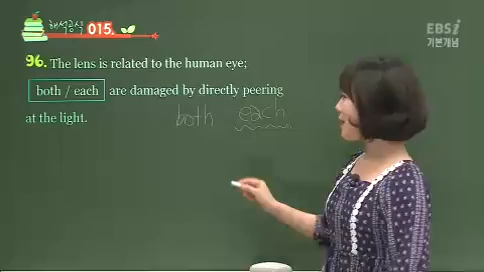 해석공식 015.
EBSi
기본개념
96. The lens is related to the human eye;
both / each are damaged by directly peering
at the light.
both each